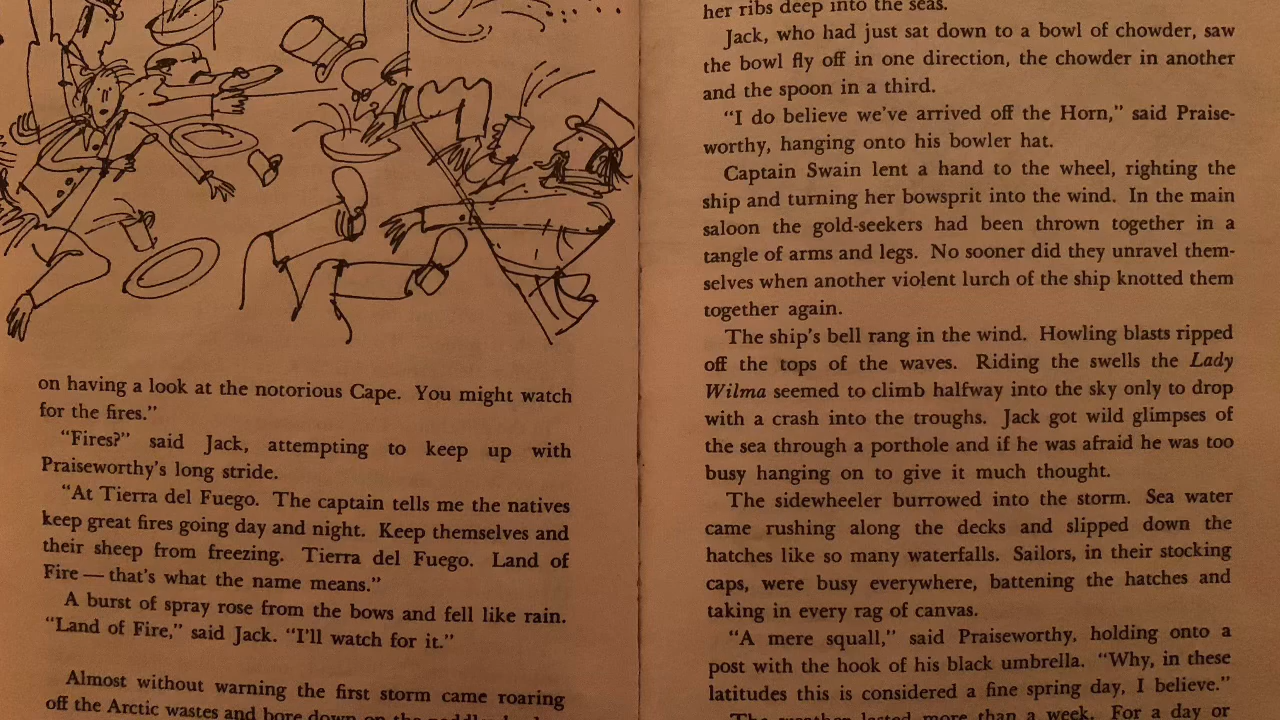 on having a look at the notorious Cape. You might watch
for the fires."
"Fires?" said Jack, attempting to keep up with
Praiseworthy's long stride.
"At Tierra del Fuego. The captain tells me the natives
keep great fires going day and night. Keep themselves and
their sheep from freezing. Tierra del Fuego. Land of
Fire — that's what the name means."
A burst of spray rose from the bows and fell like rain.
"Land of Fire," said Jack. "I'll watch for it."
Almost without warning the first storm came roaring
off the Arctic wastes and bore down on the
her ribs deep into the seas.
Jack, who had just sat down to a bowl of chowder, saw
the bowl fly off in one direction, the chowder in another
and the spoon in a third.
"I do believe we've arrived off the Horn," said Praise-
worthy, hanging onto his bowler hat.
Captain Swain lent a hand to the wheel, righting the
ship and turning her bowsprit into the wind. In the main
saloon the gold-seekers had been thrown together in a
tangle of arms and legs. No sooner did they unravel them-
selves when another violent lurch of the ship knotted them
together again.
The ship's bell rang in the wind. Howling blasts ripped
off the tops of the waves. Riding the swells the Lady
Wilma seemed to climb halfway into the sky only to drop
with a crash into the troughs. Jack got wild glimpses of
the sea through a porthole and if he was afraid he was too
busy hanging on to give it much thought.
The sidewheeler burrowed into the storm. Sea water
came rushing along the decks and slipped down the
hatches like so many waterfalls. Sailors, in their stocking
caps, were busy everywhere, battening the hatches and
taking in every rag of canvas.
"A mere squall," said Praiseworthy, holding onto a
post with the hook of his black umbrella. "Why, in these
latitudes this is considered a fine spring day, I believe."
The weather lasted more than a week. For a day or